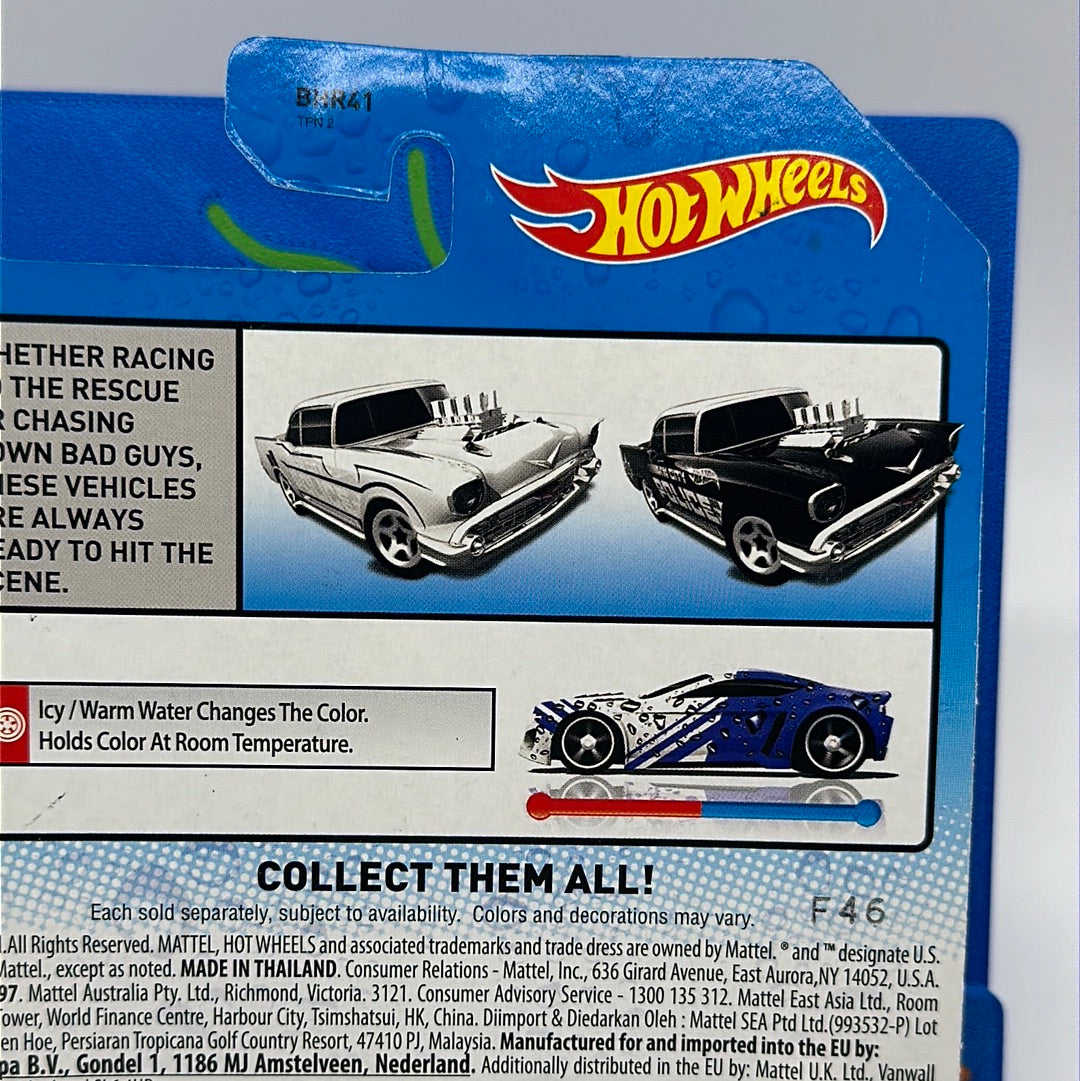 BHR41
TPN 2
HOT WHEELS
HETHER RACING
THE RESCUE
R CHASING
OWN BAD GUYS,
HESE VEHICLES
RE ALWAYS
EADY TO HIT THE
CENE.
Icy / Warm Water Changes The Color.
Holds Color At Room Temperature.
COLLECT THEM ALL!
Each sold separately, subject to availability. Colors and decorations may vary.
F46
.All Rights Reserved. MATTEL, HOT WHEELS and associated trademarks and trade dress are owned by Mattel. ® and ™ designate U.S.
Mattel., except as noted. MADE IN THAILAND. Consumer Relations - Mattel, Inc., 636 Girard Avenue, East Aurora,NY 14052, U.S.A.
97. Mattel Australia Pty. Ltd., Richmond, Victoria. 3121. Consumer Advisory Service - 1300 135 312. Mattel East Asia Ltd., Room
Tower, World Finance Centre, Harbour City, Tsimshatsui, HK, China. Diimport & Diedarkan Oleh : Mattel SEA Ptd Ltd.(993532-P) Lot
en Hoe, Persiaran Tropicana Golf Country Resort, 47410 PJ, Malaysia. Manufactured for and imported into the EU by:
pa B.V., Gondel 1, 1186 MJ Amstelveen, Nederland. Additionally distributed in the EU by: Mattel U.K. Ltd., Vanwall